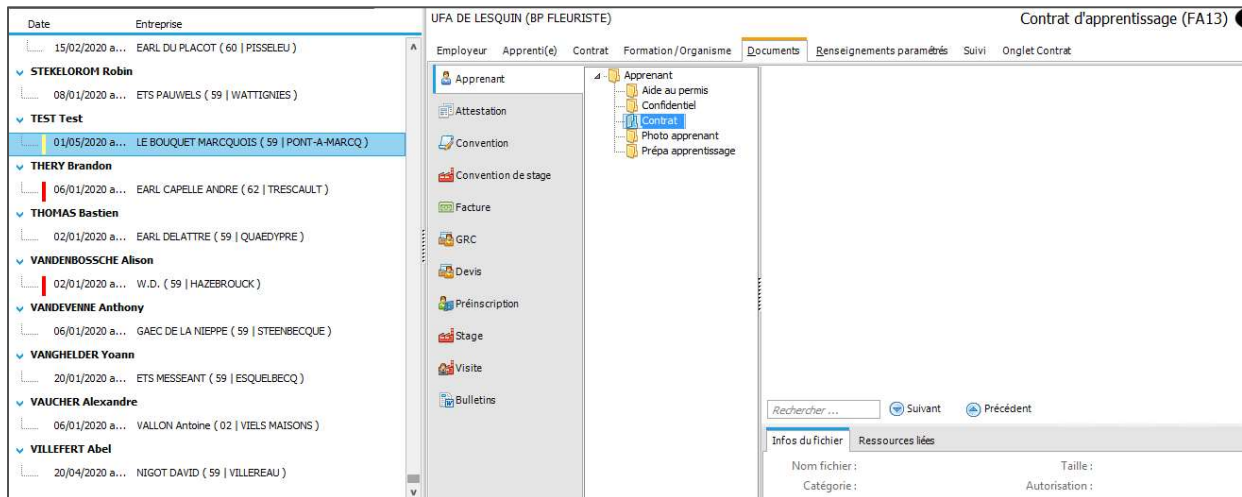 Date Entreprise
15/02/2020 a... EARL DU PLACOT ( 60 | PISSELEU )
STEKELOROM Robin
08/01/2020 a... ETS PAUWELS ( 59 | WATTIGNIES )
TEST Test
01/05/2020 a... LE BOUQUET MARCQUOIS ( 59 | PONT-A-MARCQ )
THERY Brandon
06/01/2020 a... EARL CAPELLE ANDRE ( 62 | TRESCAULT )
THOMAS Bastien
02/01/2020 a... EARL DELATTRE ( 59 | QUAEDYPRE )
VANDENBOSSCHE Alison
02/01/2020 a... W.D. ( 59 | HAZEBROUCK )
VANDEVENNE Anthony
06/01/2020 a... GAEC DE LA NIEPPE ( 59 | STEENBECQUE )
VANGHELDER Yoann
20/01/2020 a... ETS MESSEANT ( 59 | ESQUELBECQ )
VAUCHER Alexandre
06/01/2020 a... VALLON Antoine ( 02 | VIELS MAISONS )
VILLEFERT Abel
20/04/2020 a... NIGOT DAVID ( 59 | VILLEREAU )
UFA DE LESQUIN (BP FLEURISTE) Contrat d'apprentissage (FA13)
Employeur Apprenti(e) Contrat Formation/Organisme Documents Renseignements paramétrés Suivi Onglet Contrat
Apprenant
Attestation
Convention
Convention de stage
Facture
GRC
Devis
Préinscription
Stage
Visite
Bulletins
Apprenant
Aide au permis
Confidentiel
Contrat
Photo apprenant
Prépa apprentissage
Rechercher ... Suivant Précédent
Infos du fichier Ressources liées
Nom fichier : Taille :
Catégorie : Autorisation :